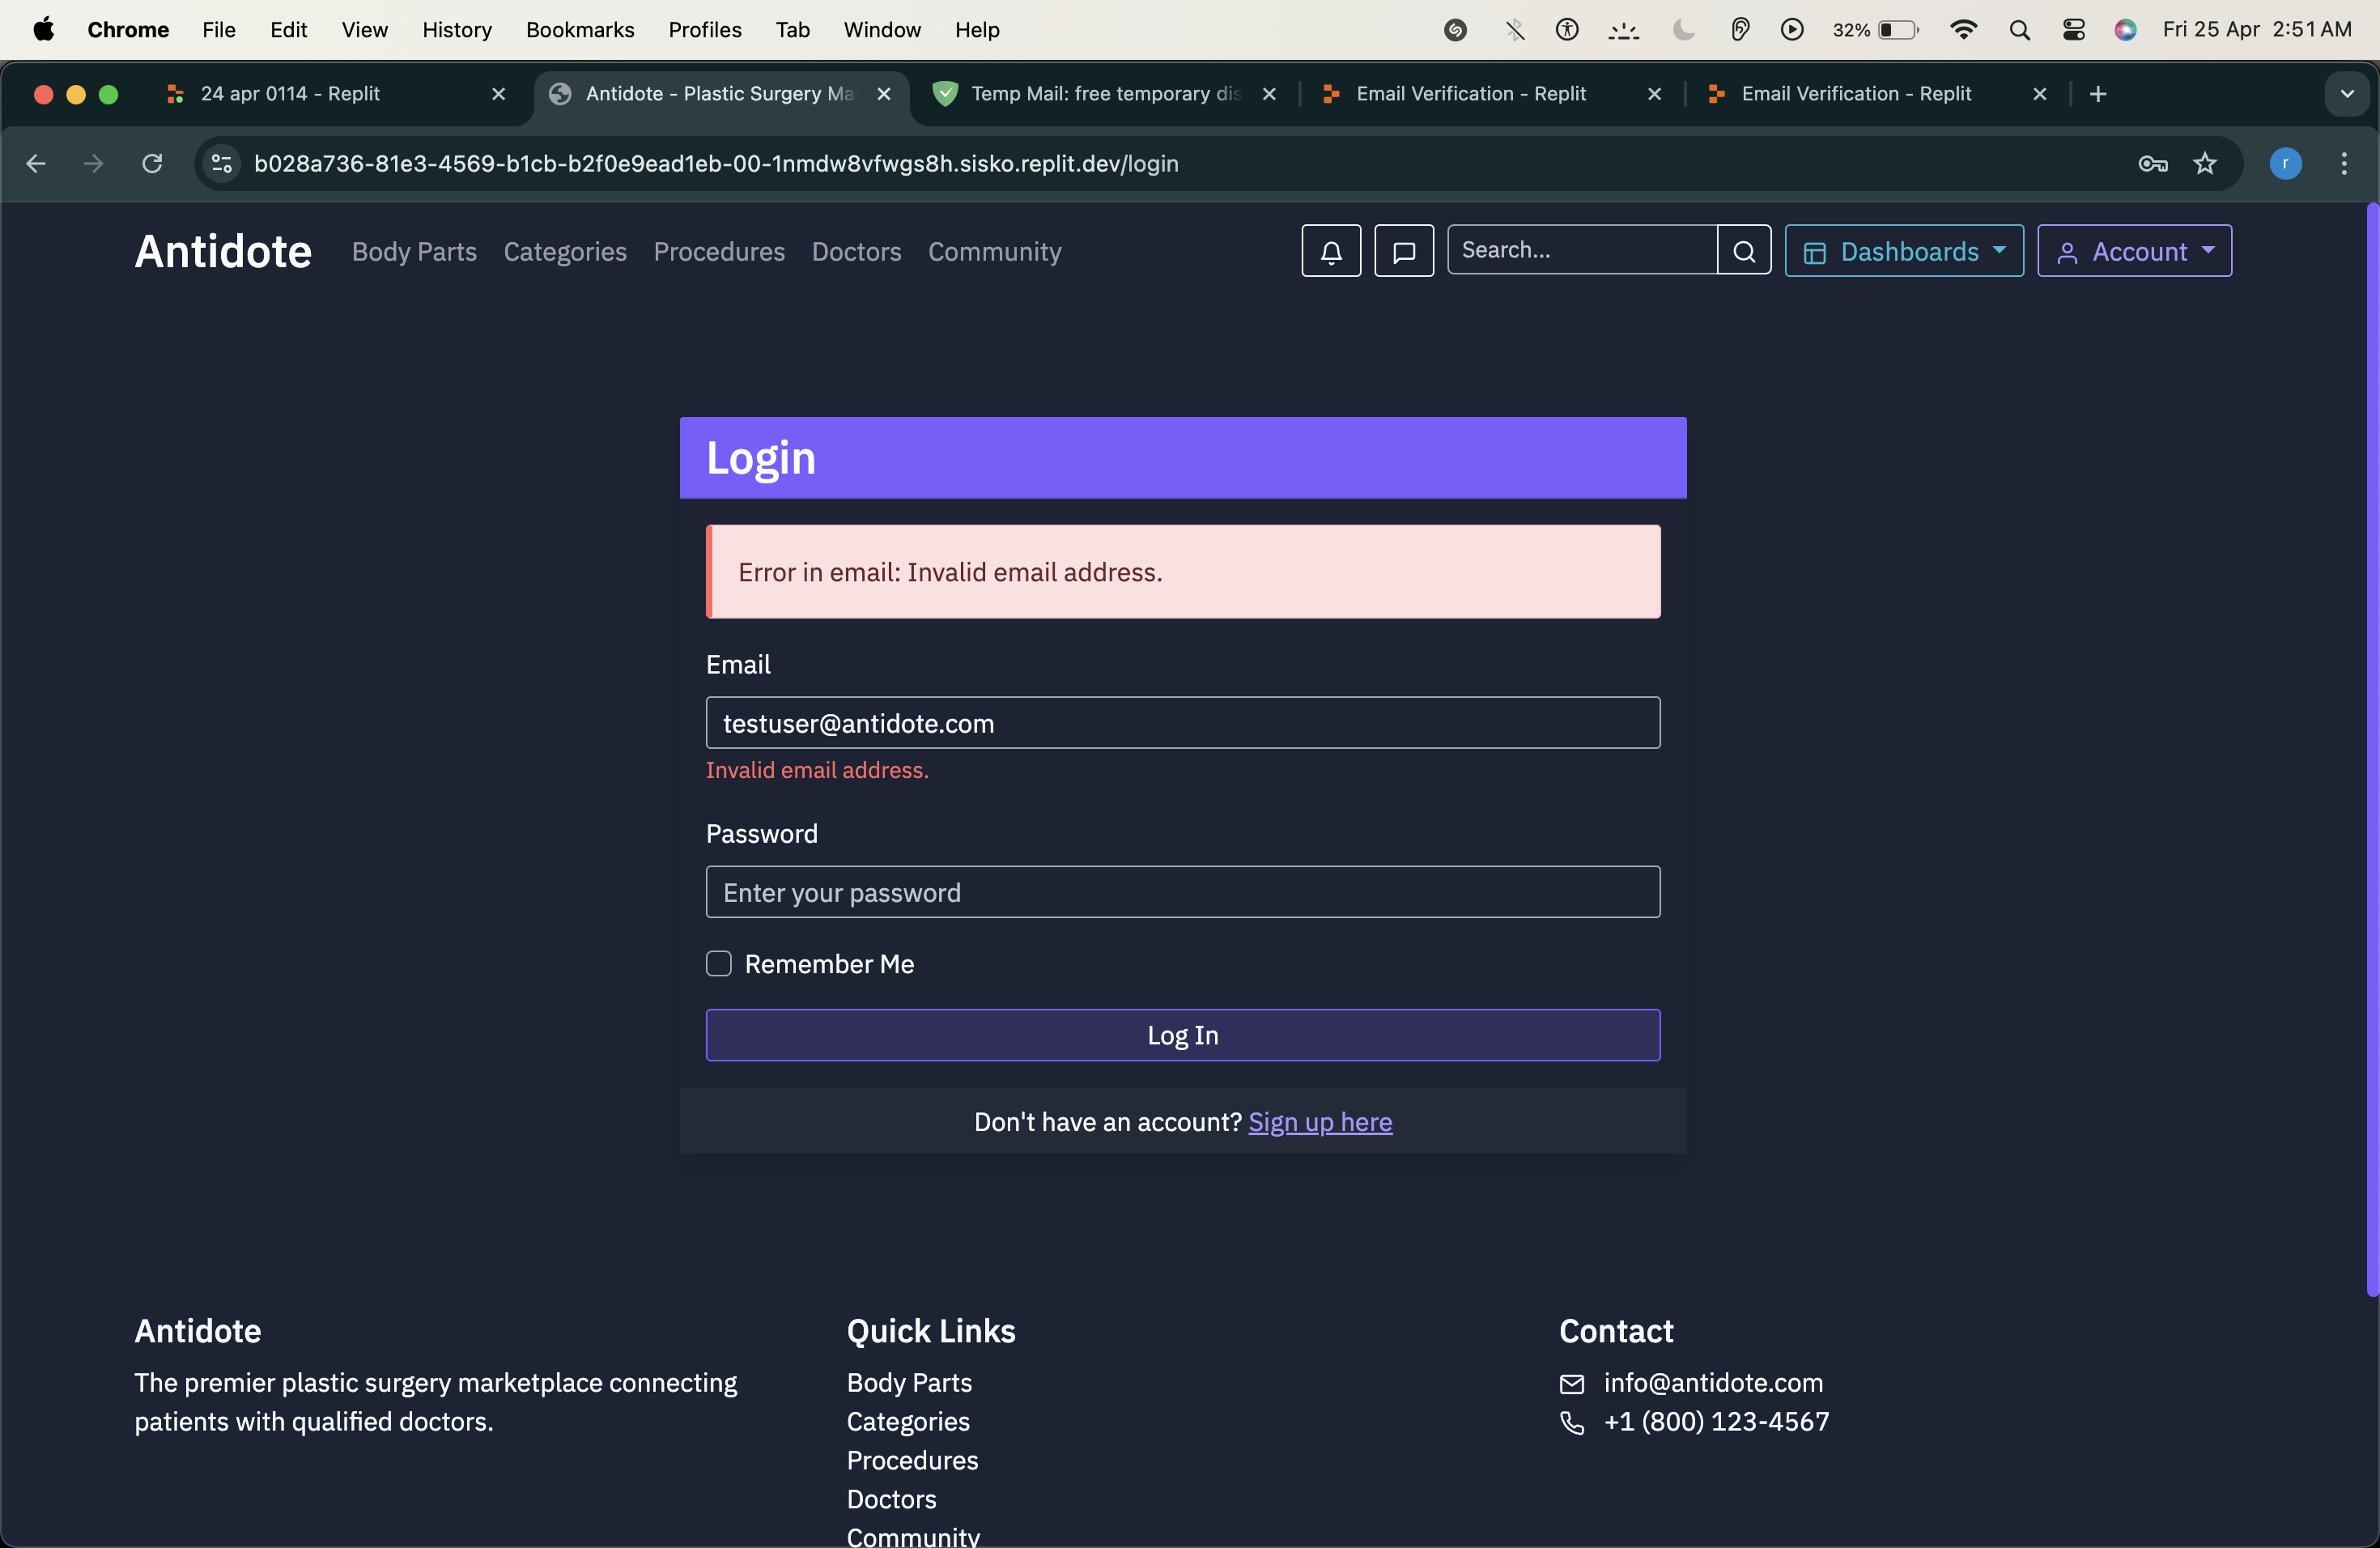 Chrome File Edit View History Bookmarks Profiles Tab Window Help 32% Fri 25 Apr 2:51 AM
24 apr 0114 - Replit
Antidote - Plastic Surgery Ma
Temp Mail: free temporary dis
Email Verification - Replit
Email Verification - Replit
b028a736-81e3-4569-b1cb-b2f0e9ead1eb-00-1nmdw8vfwgs8h.sisko.replit.dev/login
r
Antidote Body Parts Categories Procedures Doctors Community Search... Dashboards Account
Login
Error in email: Invalid email address.
Email
testuser@antidote.com
Invalid email address.
Password
Enter your password
Remember Me
Log In
Don't have an account? Sign up here
Antidote
The premier plastic surgery marketplace connecting
patients with qualified doctors.
Quick Links
Body Parts
Categories
Procedures
Doctors
Community
Contact
info@antidote.com
+1 (800) 123-4567